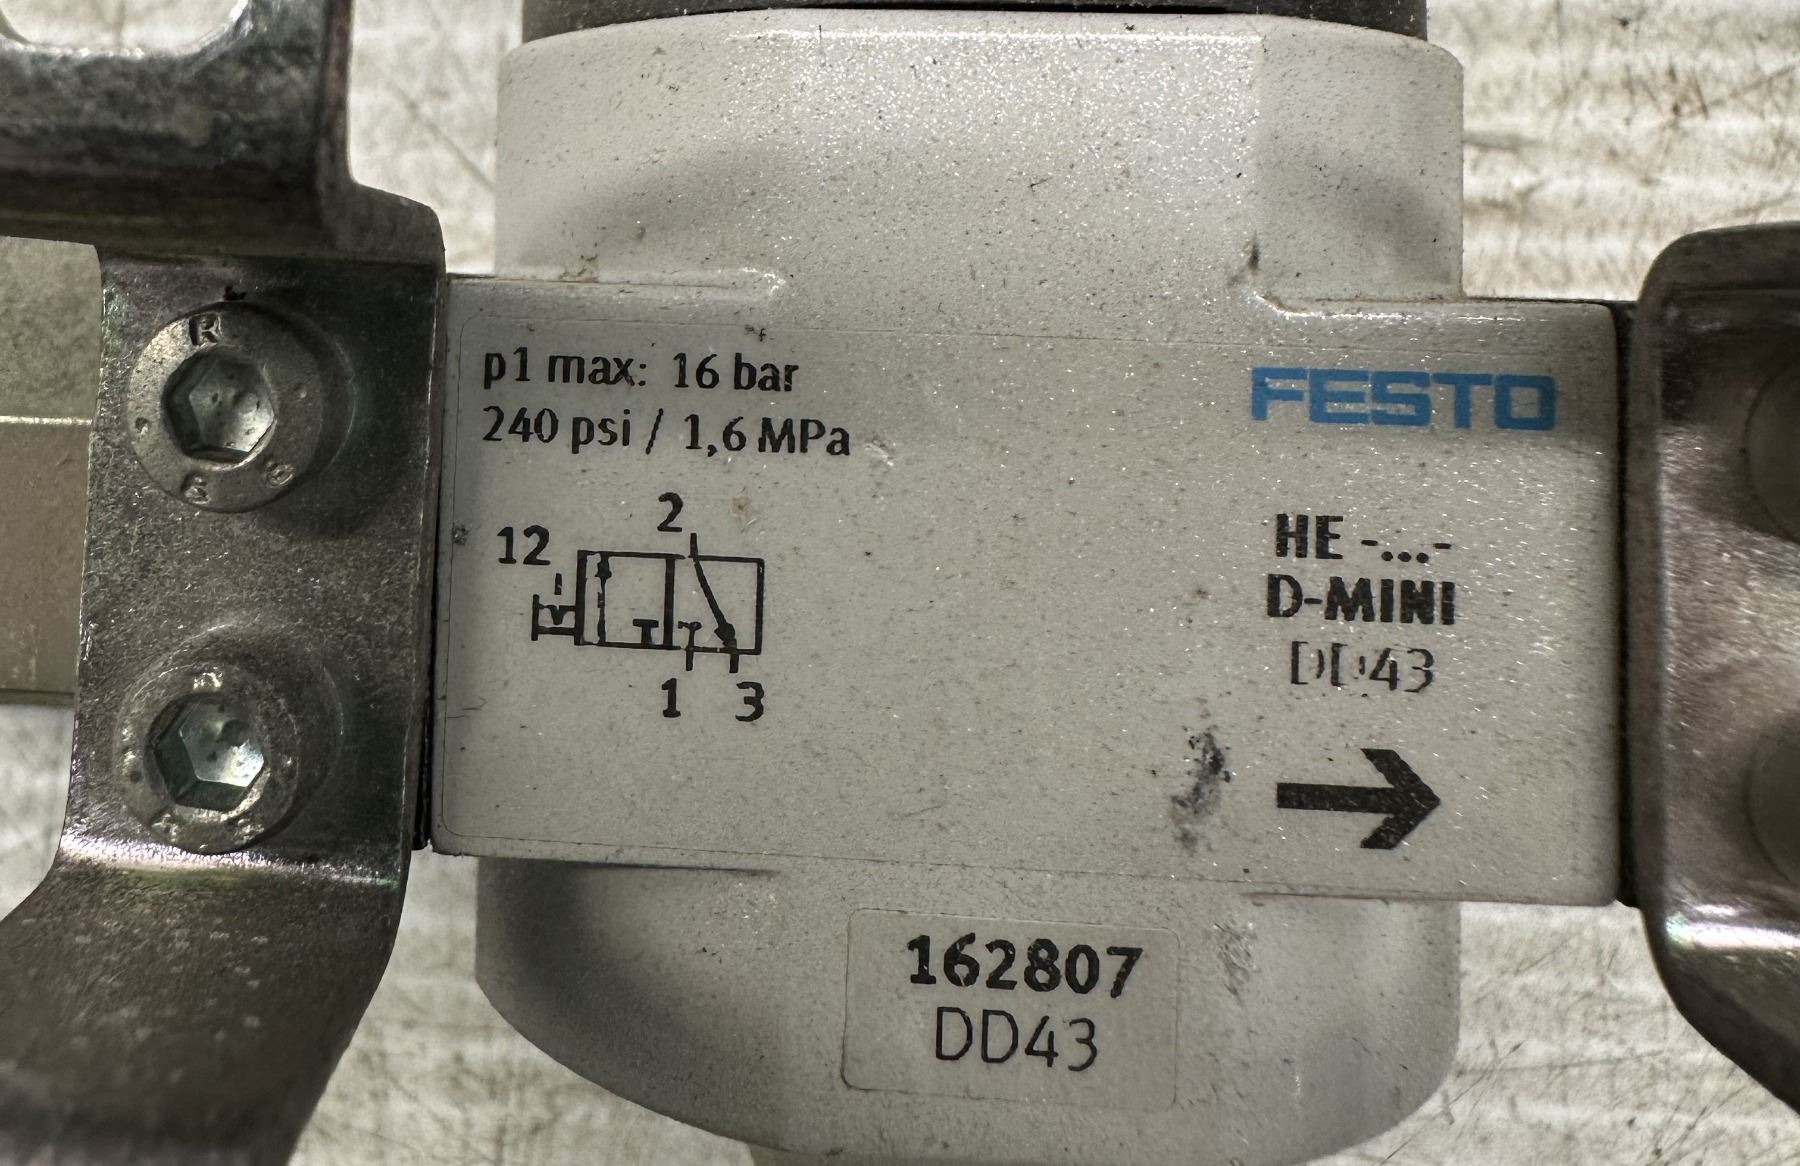 p1 max: 16 bar
240 psi / 1,6 MPa
FESTO
12
2
1
3
HE -...-
D-MINI
DD43
162807
DD43